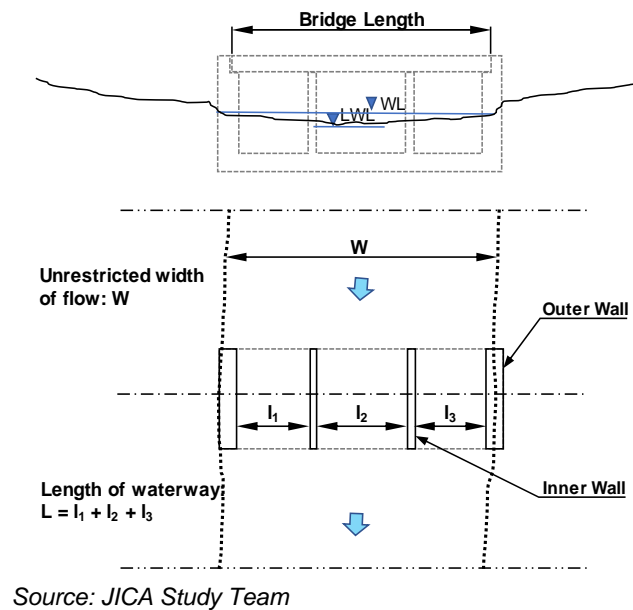 Bridge Length
WL
LWL
W
Unrestricted width
of flow: W
Outer Wall
l₁
l₂
l₃
Length of waterway
L = l₁ + l₂ + l₃
Inner Wall
Source: JICA Study Team